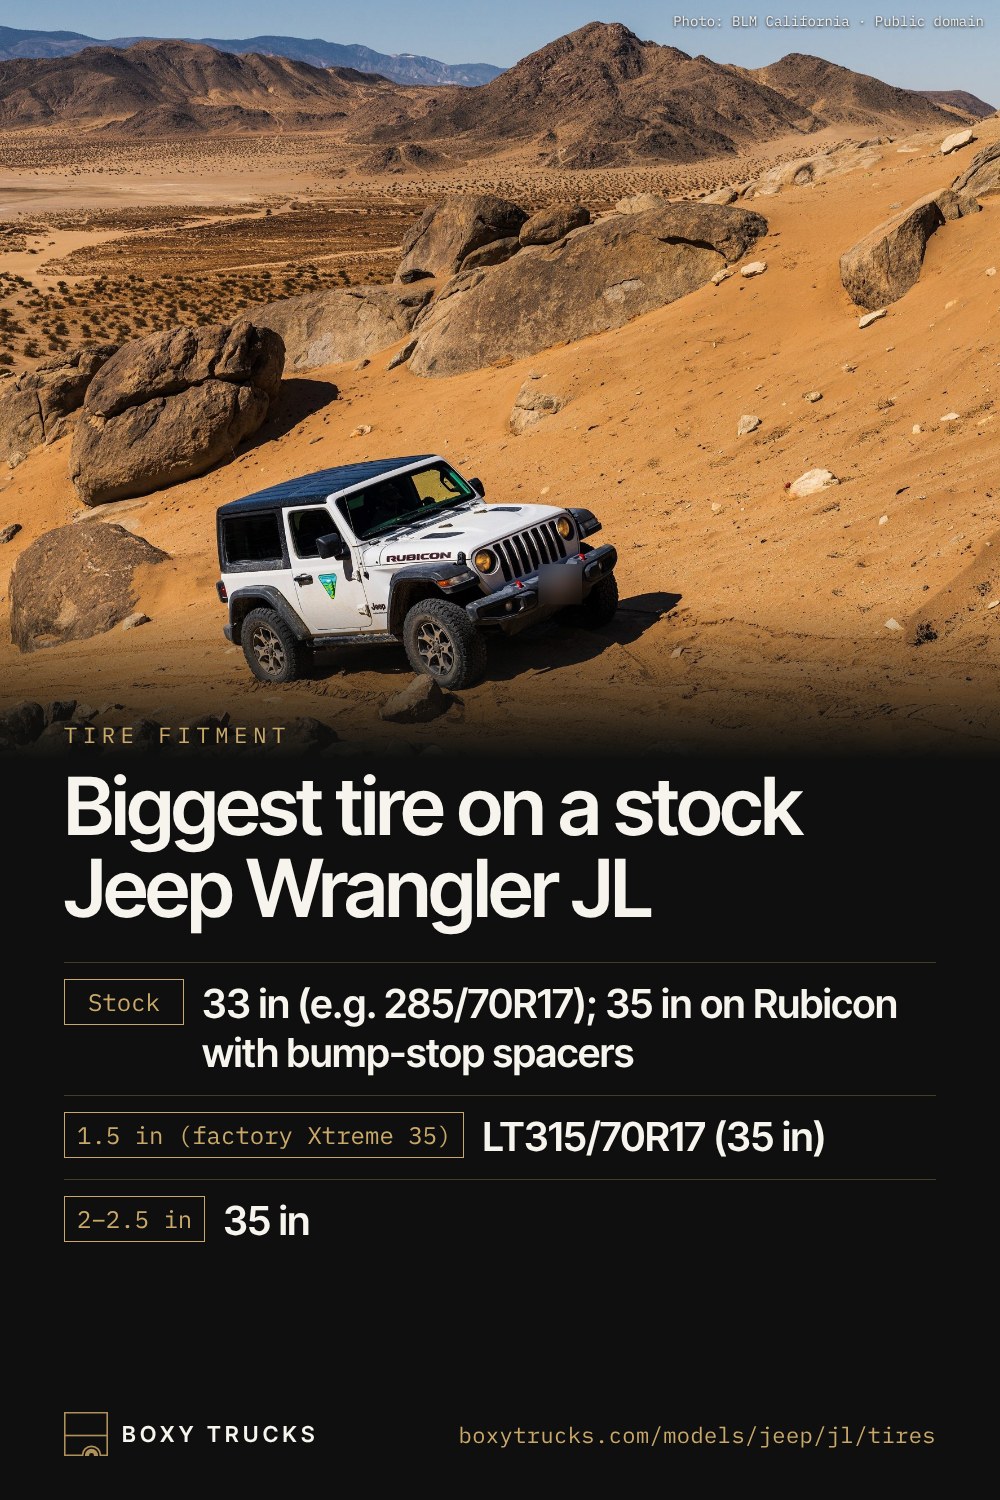 Photo: BLM California · Public domain
RUBICON
Jeep
TIRE FITMENT
Biggest tire on a stock
Jeep Wrangler JL
Stock
33 in (e.g. 285/70R17); 35 in on Rubicon
with bump-stop spacers
1.5 in (factory Xtreme 35)
LT315/70R17 (35 in)
2–2.5 in
35 in
BOXY TRUCKS
boxytrucks.com/models/jeep/jl/tires